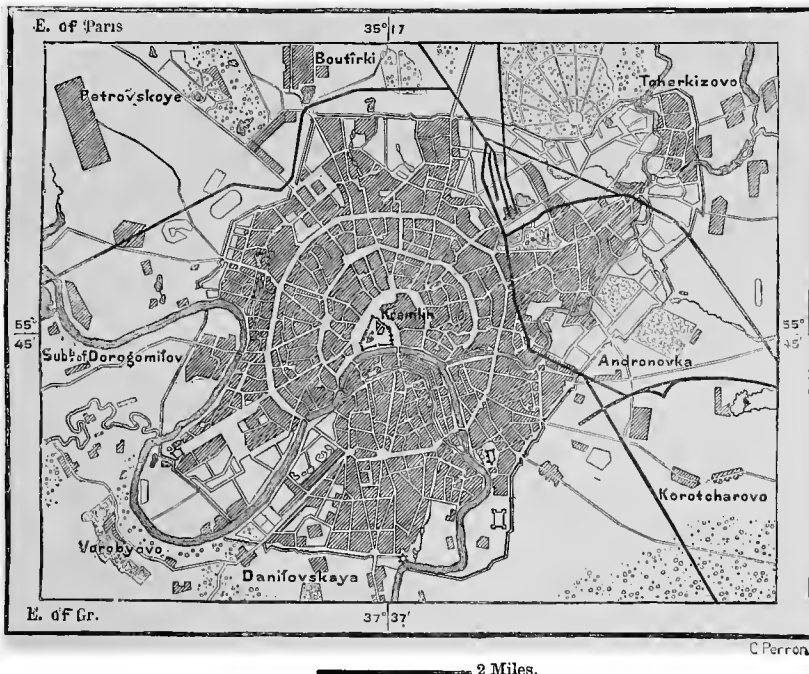 E. of Paris
35° 17
Boutîrki
Petrovskoye
Tcherkizovo
Kremlin
55°
45'
55°
45'
Subb of Dorogomilov
Andronovka
Korotcharovo
Vorobyovo
Danilovskaya
E. of Gr.
37° 37'
C Perron
2 Miles.